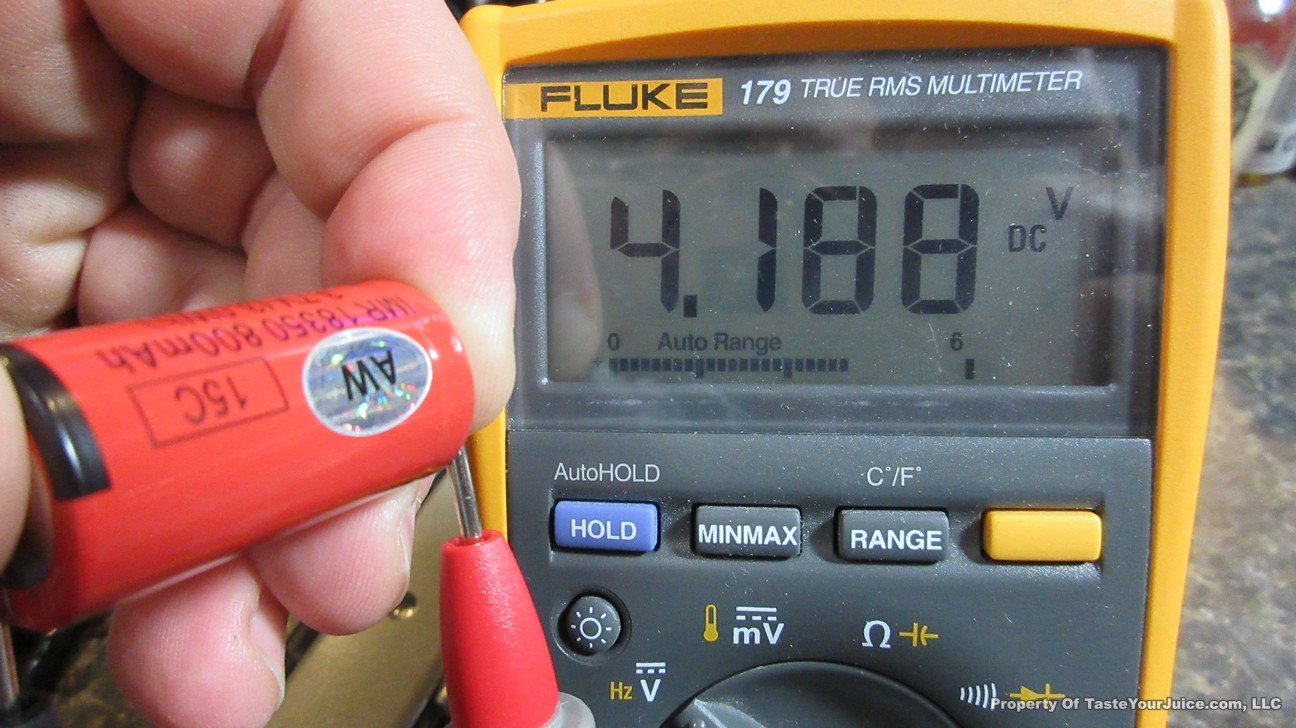 FLUKE 179 TRUE RMS MULTIMETER
4.188 V
DC
0 Auto Range 6
AutoHOLD C°/F°
HOLD MINMAX RANGE
mV Ω
Hz V
IMR 18350 800mAh
15C
AW
Property Of TasteYourJuice.com, LLC